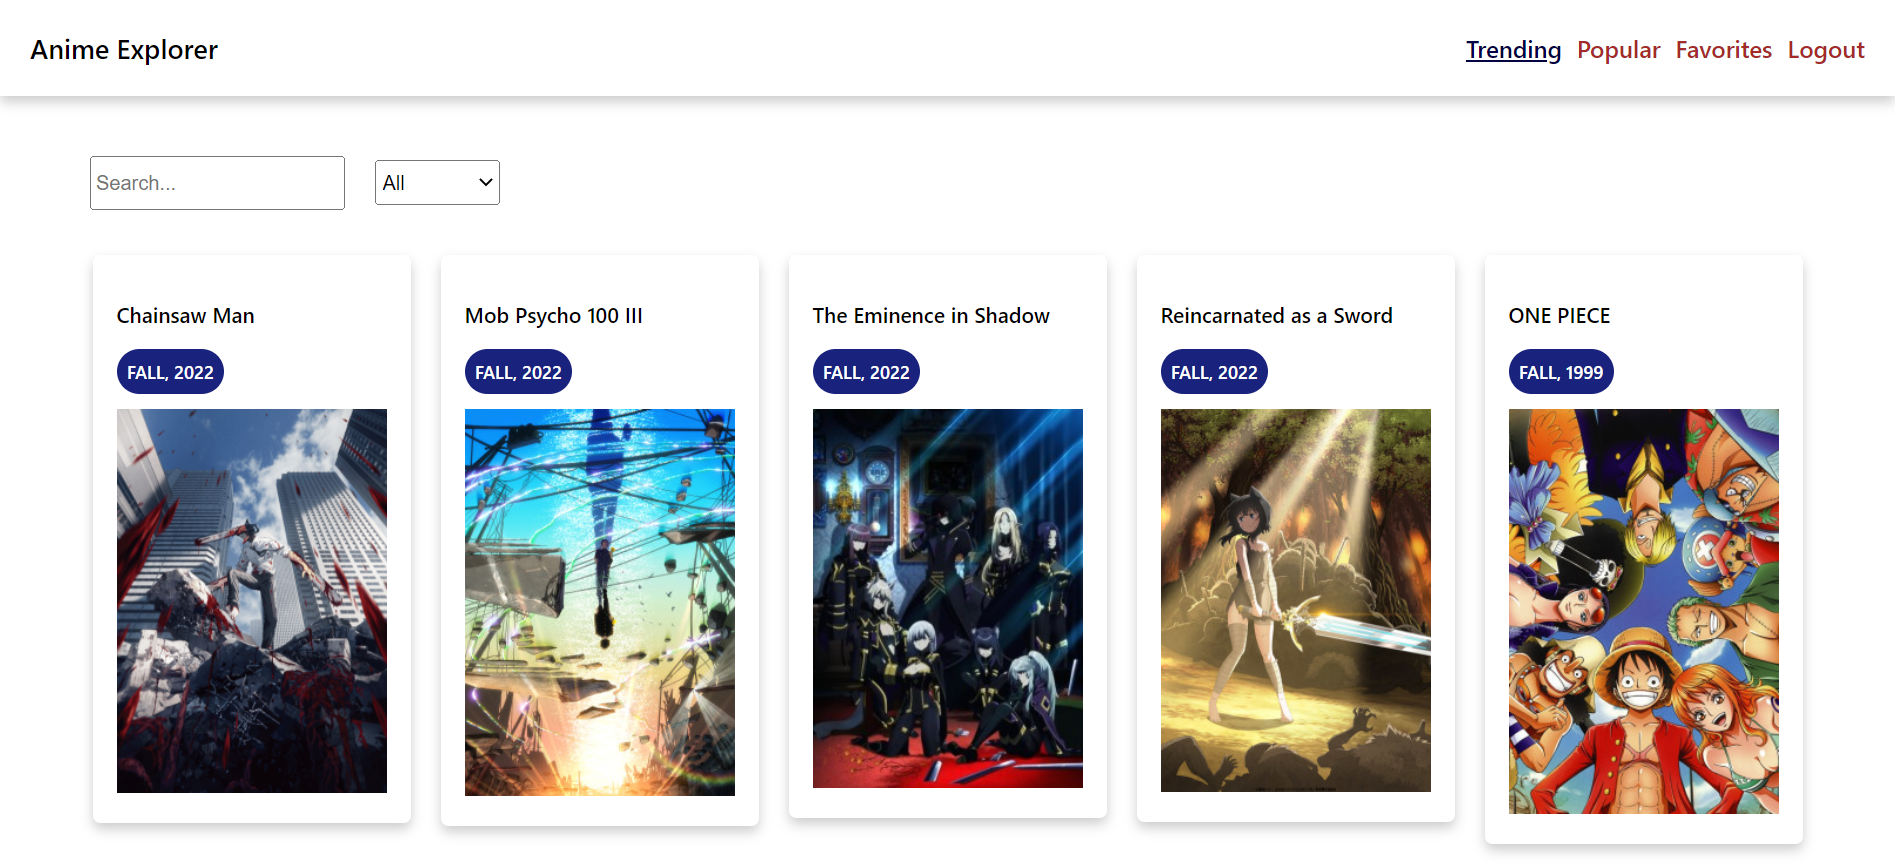 Anime Explorer
Trending Popular Favorites Logout
Search...
All
Chainsaw Man
FALL, 2022
Mob Psycho 100 III
FALL, 2022
The Eminence in Shadow
FALL, 2022
Reincarnated as a Sword
FALL, 2022
ONE PIECE
FALL, 1999